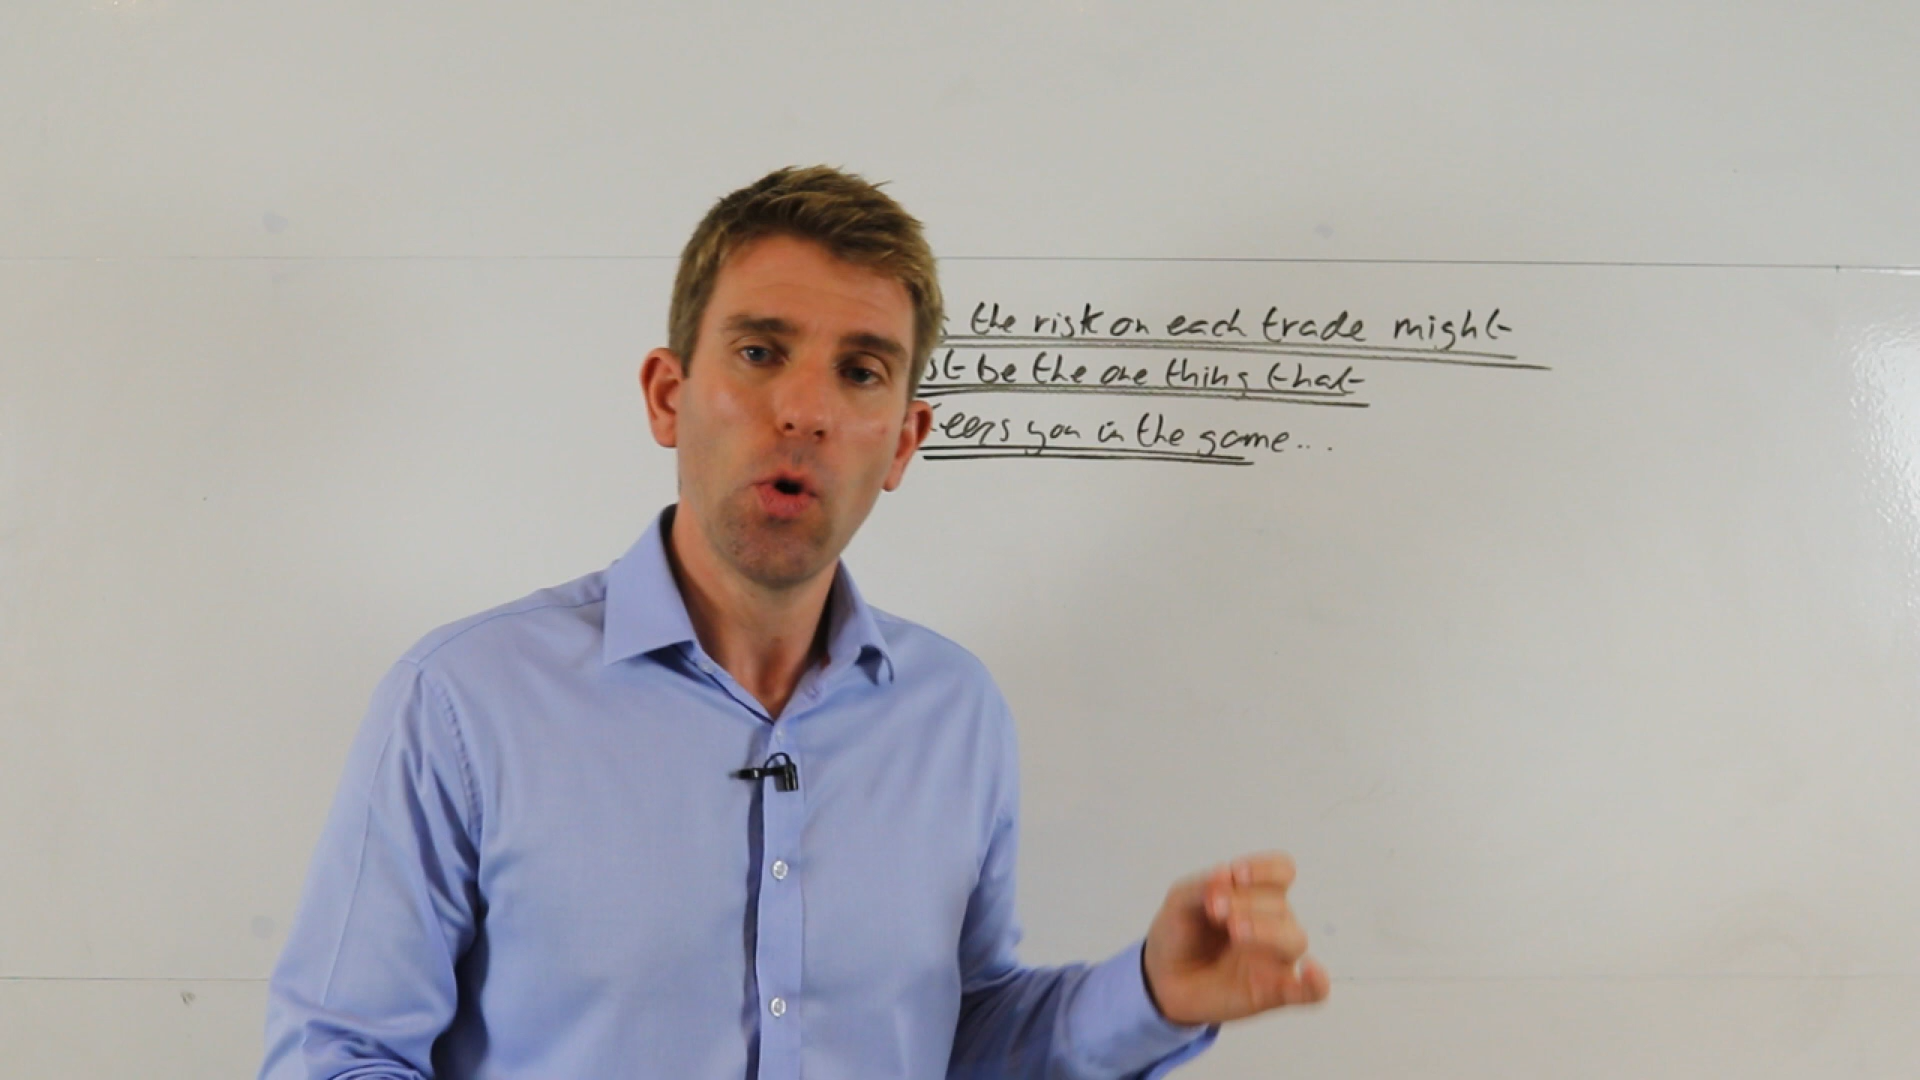 the risk on each trade might
be the one thing that
you in the game...